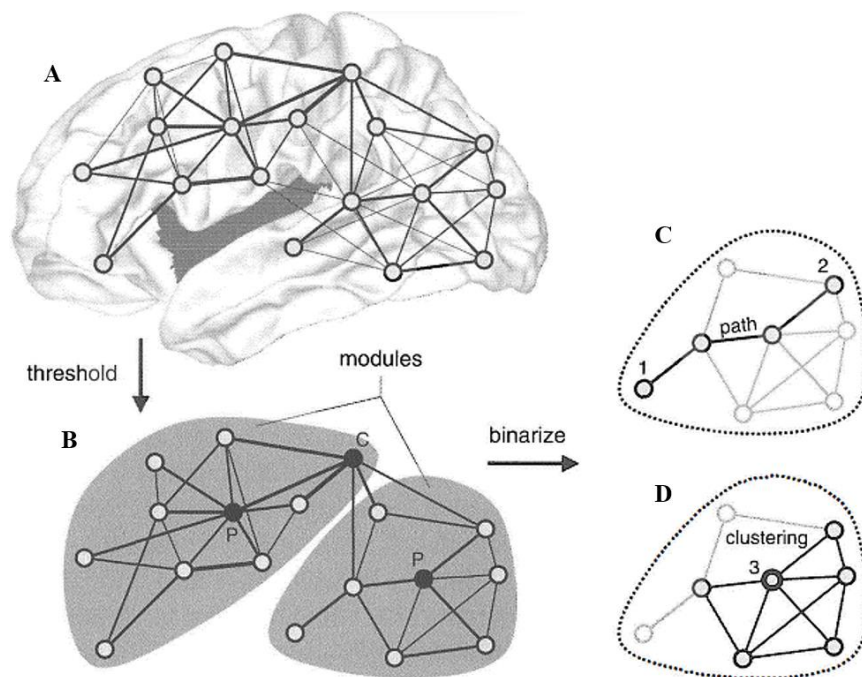 A
threshold
modules
B
C
P
P
binarize
C
1
path
2
D
clustering
3